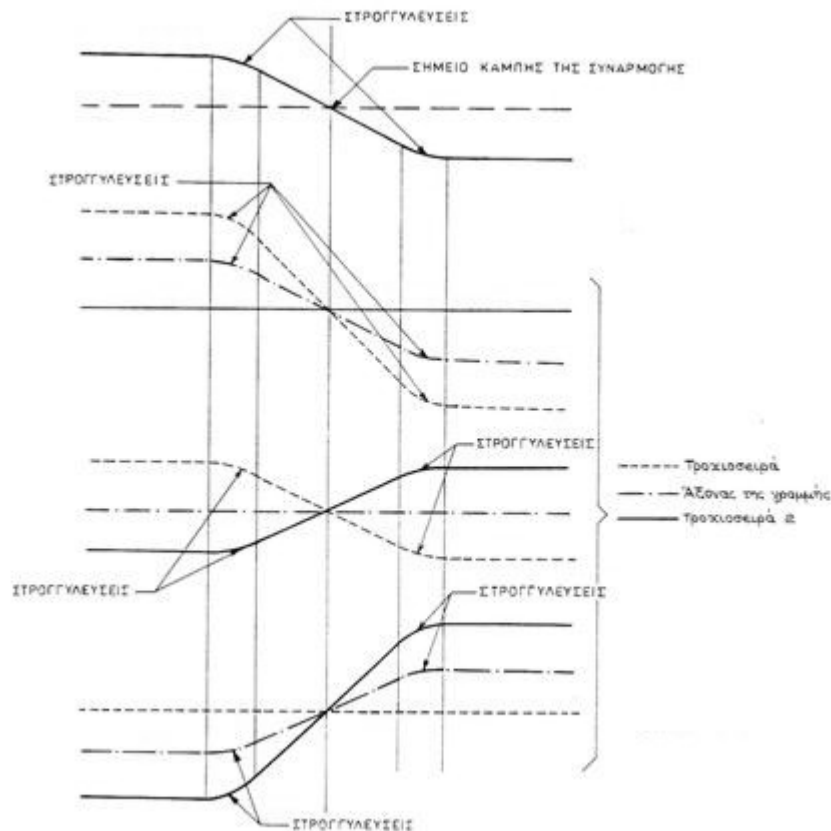 ΣΤΡΟΓΓΥΛΕΥΣΕΙΣ
ΣΗΜΕΙΟ ΚΑΜΠΗΣ ΤΗΣ ΣΥΝΑΡΜΟΓΗΣ
ΣΤΡΟΓΓΥΛΕΥΣΕΙΣ
ΣΤΡΟΓΓΥΛΕΥΣΕΙΣ
Τροχιοσειρά
Άξονας της γραμμής
Τροχιοσειρά 2
ΣΤΡΟΓΓΥΛΕΥΣΕΙΣ
ΣΤΡΟΓΓΥΛΕΥΣΕΙΣ
ΣΤΡΟΓΓΥΛΕΥΣΕΙΣ